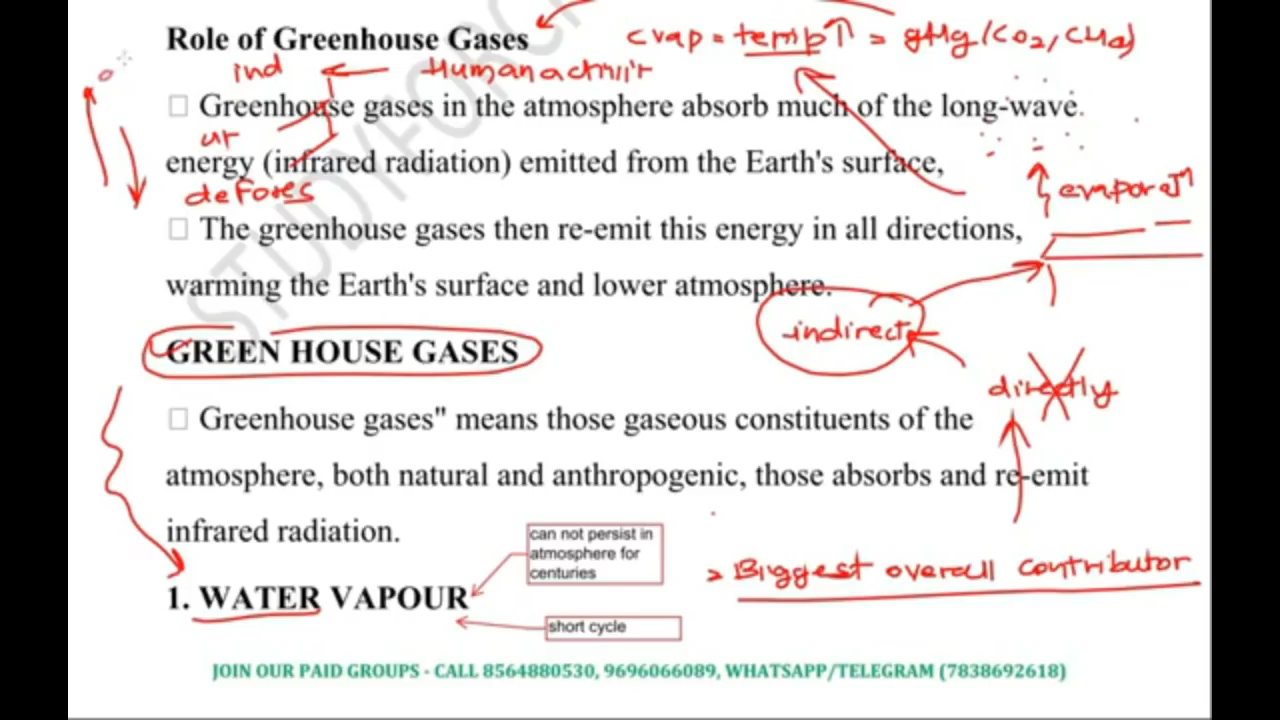 Role of Greenhouse Gases
evap = temp↑ = gHg/(CO2, CH4)
ind ← Human activit
□ Greenhouse gases in the atmosphere absorb much of the long-wave
ur
energy (infrared radiation) emitted from the Earth's surface,
defores
evaporatn
□ The greenhouse gases then re-emit this energy in all directions,
warming the Earth's surface and lower atmosphere.
indirect
GREEN HOUSE GASES
directly
□ Greenhouse gases" means those gaseous constituents of the
atmosphere, both natural and anthropogenic, those absorbs and re-emit
infrared radiation.
can not persist in
atmosphere for
centuries
> Biggest overall contributor
1. WATER VAPOUR
short cycle
JOIN OUR PAID GROUPS - CALL 8564880530, 9696066089, WHATSAPP/TELEGRAM (7838692618)